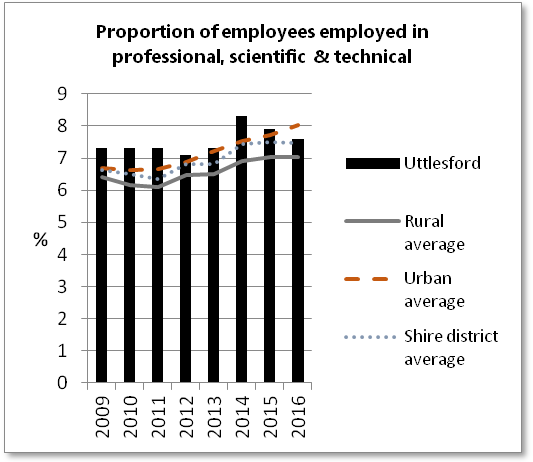 Proportion of employees employed in
professional, scientific & technical
9
8
7
6
5
4
3
2
1
0
%
2009
2010
2011
2012
2013
2014
2015
2016
Uttlesford
Rural
average
Urban
average
Shire district
average